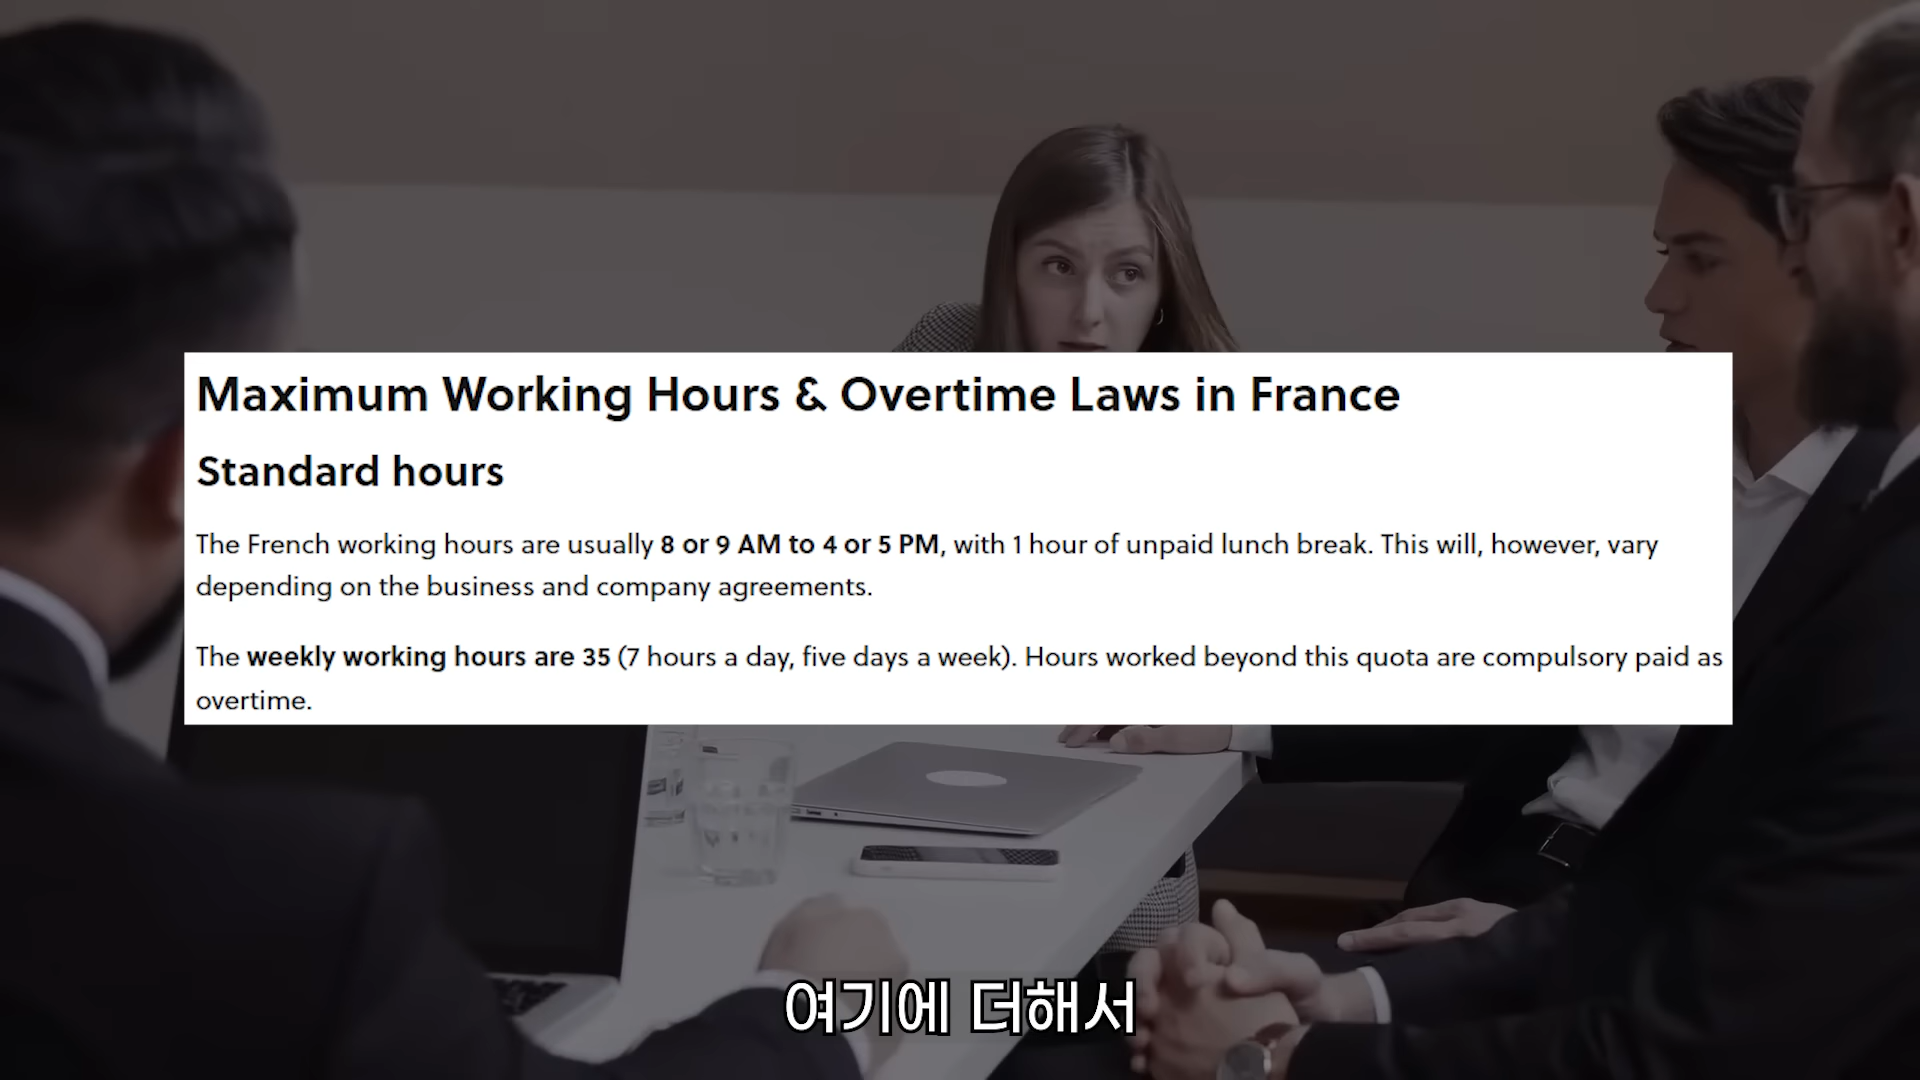 Maximum Working Hours & Overtime Laws in France
Standard hours
The French working hours are usually 8 or 9 AM to 4 or 5 PM, with 1 hour of unpaid lunch break. This will, however, vary
depending on the business and company agreements.
The weekly working hours are 35 (7 hours a day, five days a week). Hours worked beyond this quota are compulsory paid as
overtime.
여기에 더해서